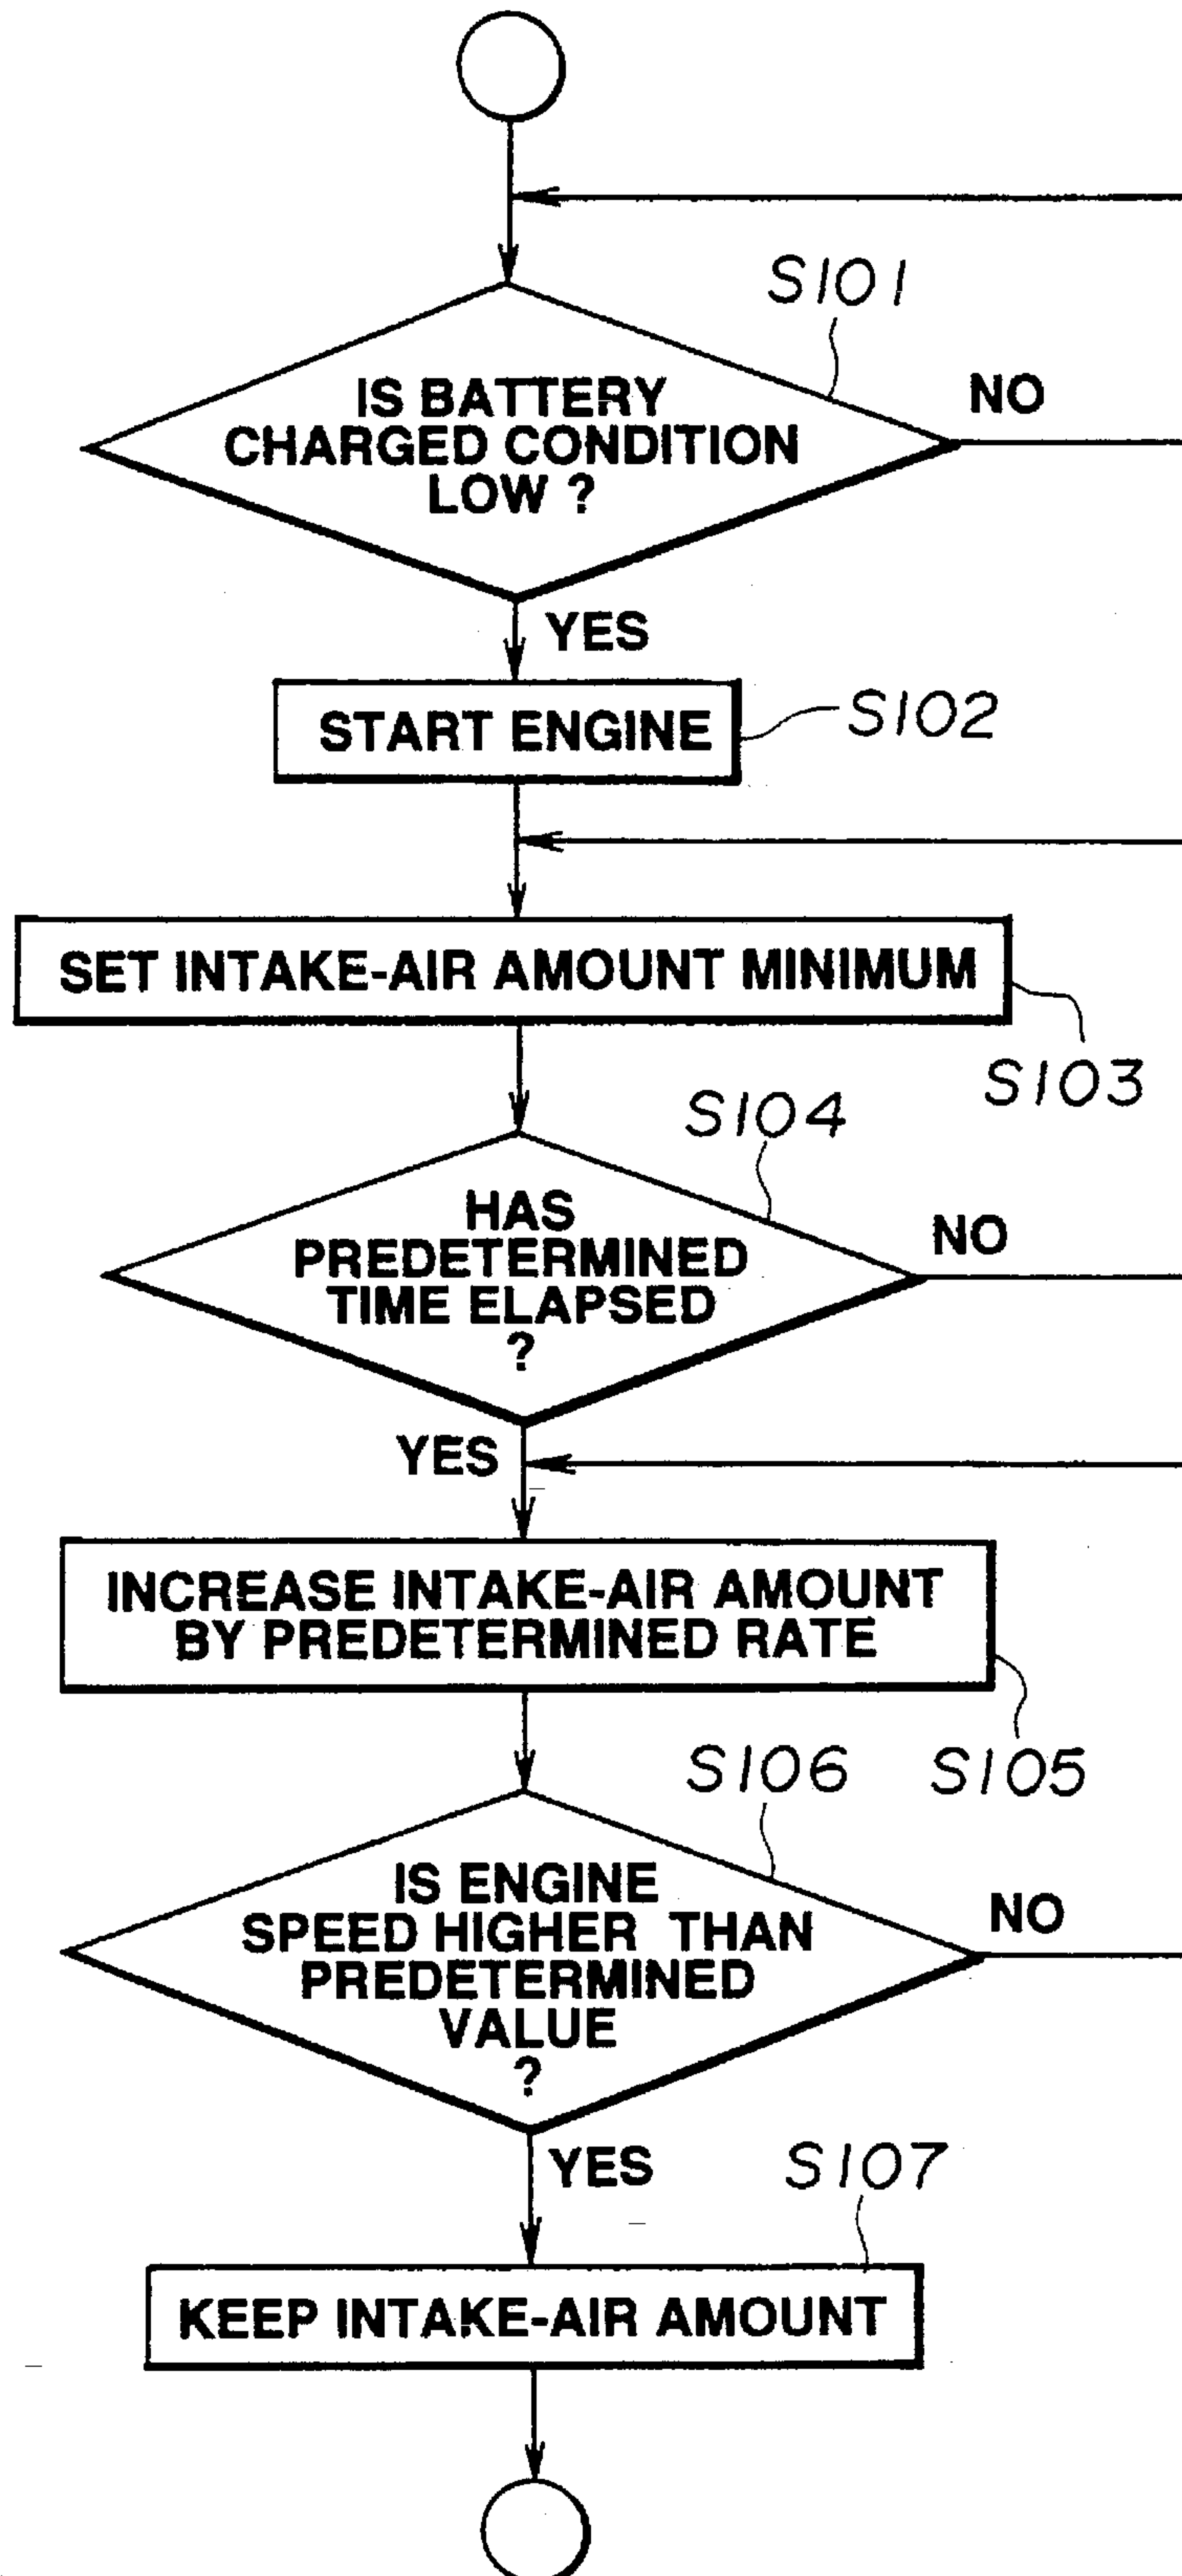 S101
IS BATTERY
CHARGED CONDITION
LOW ?
NO
YES
START ENGINE
S102
SET INTAKE-AIR AMOUNT MINIMUM
S103
S104
HAS
PREDETERMINED
TIME ELAPSED
?
NO
YES
INCREASE INTAKE-AIR AMOUNT
BY PREDETERMINED RATE
S105
S106
IS ENGINE
SPEED HIGHER THAN
PREDETERMINED
VALUE
?
NO
YES
S107
KEEP INTAKE-AIR AMOUNT